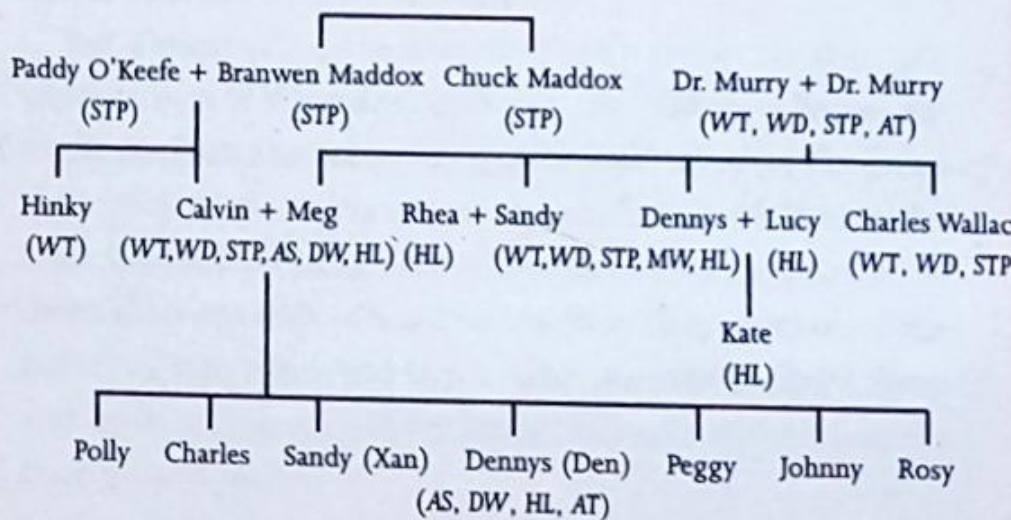 Paddy O'Keefe + Branwen Maddox Chuck Maddox Dr. Murry + Dr. Murry
(STP) (STP) (STP) (WT, WD, STP, AT)
Hinky Calvin + Meg Rhea + Sandy Dennys + Lucy Charles Wallac
(WT) (WT, WD, STP, AS, DW, HL) (HL) (WT, WD, STP, MW, HL) (HL) (WT, WD, STP
Kate
(HL)
Polly Charles Sandy (Xan) Dennys (Den) Peggy Johnny Rosy
(AS, DW, HL, AT)